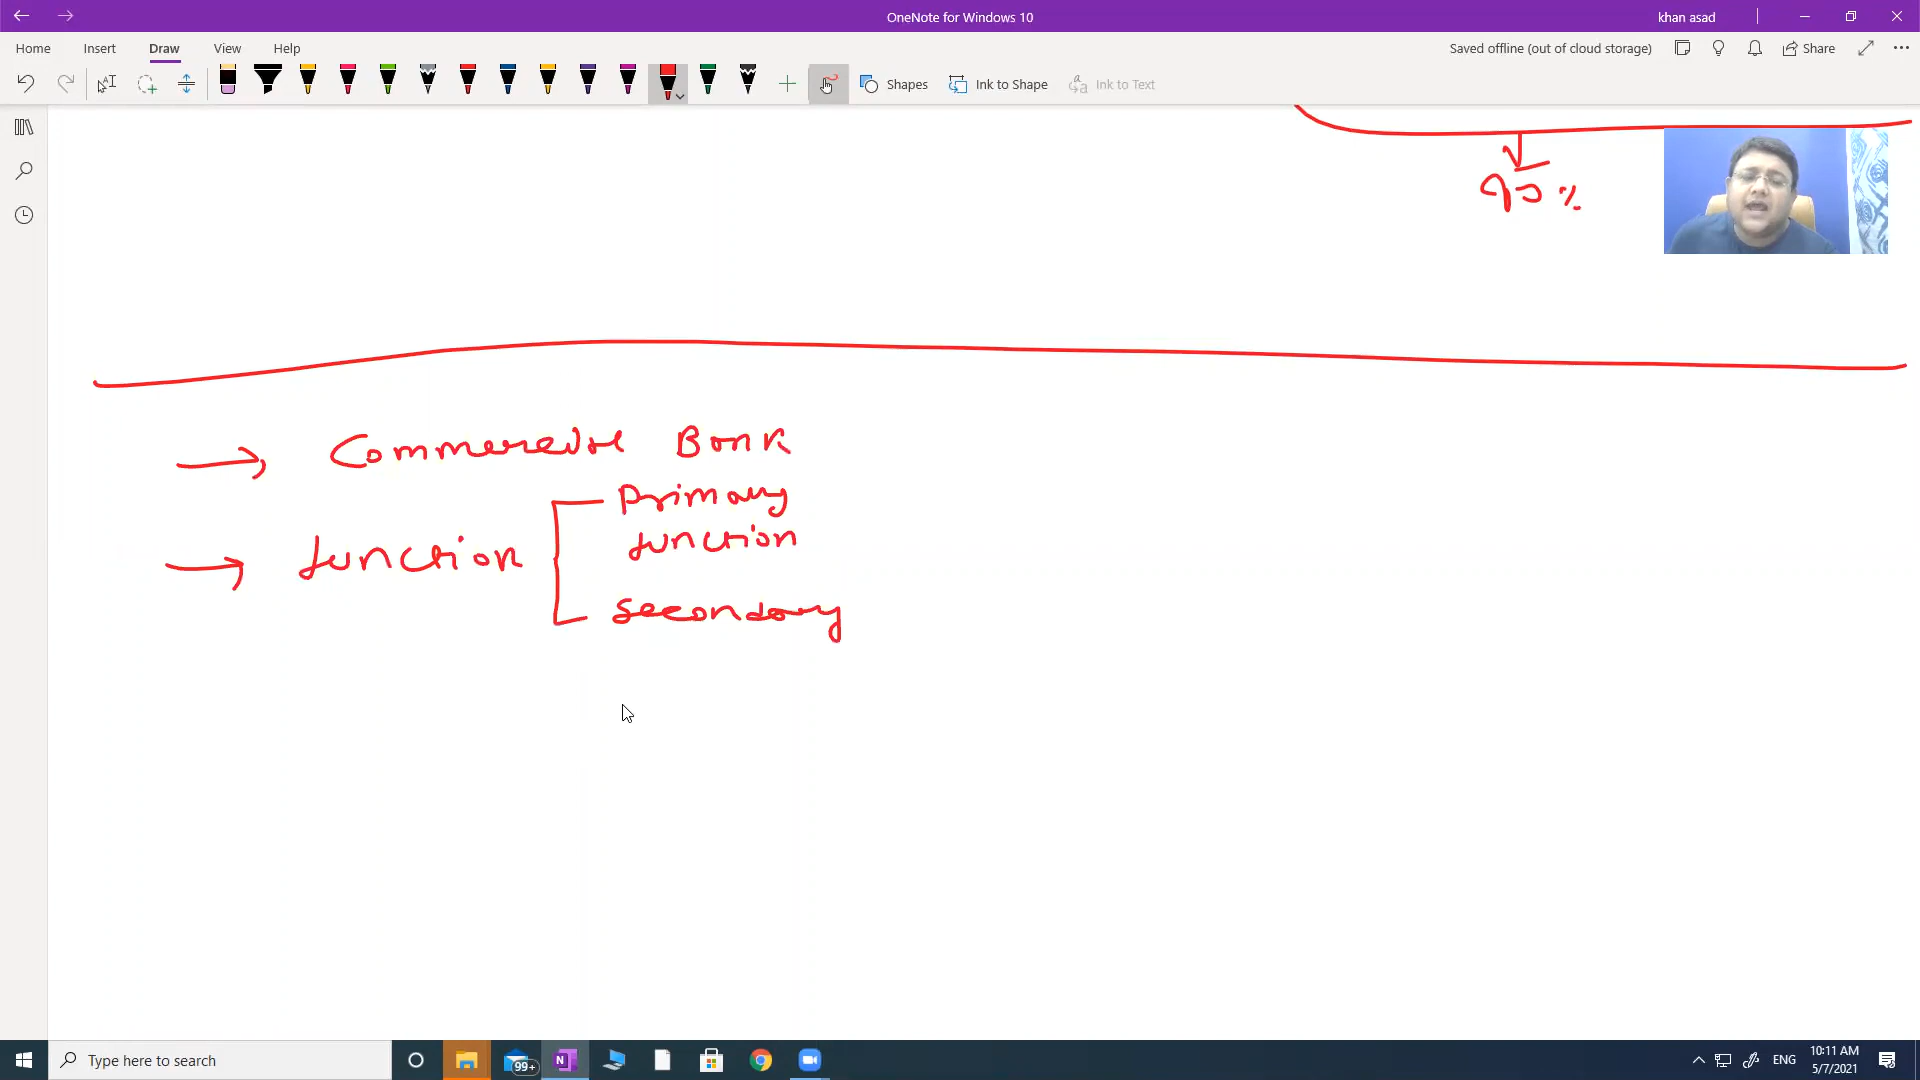 OneNote for Windows 10
khan asad
Home Insert Draw View Help
Saved offline (out of cloud storage)
Share
Shapes
Ink to Shape
Ink to Text
90 %
Commercial Bank
Primary
function
function
Secondary
Type here to search
99+
N
ENG
10:11 AM
5/7/2021